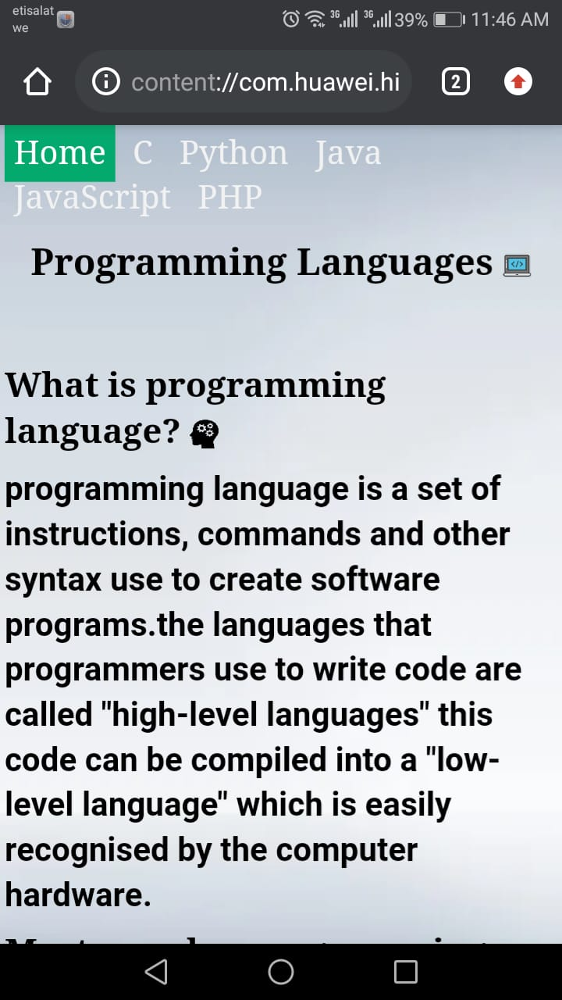 etisalat
we
3G 3G 39% 11:46 AM
content://com.huawei.hi 2
Home C Python Java
JavaScript PHP
Programming Languages
What is programming
language?
programming language is a set of
instructions, commands and other
syntax use to create software
programs.the languages that
programmers use to write code are
called "high-level languages" this
code can be compiled into a "low-
level language" which is easily
recognised by the computer
hardware.